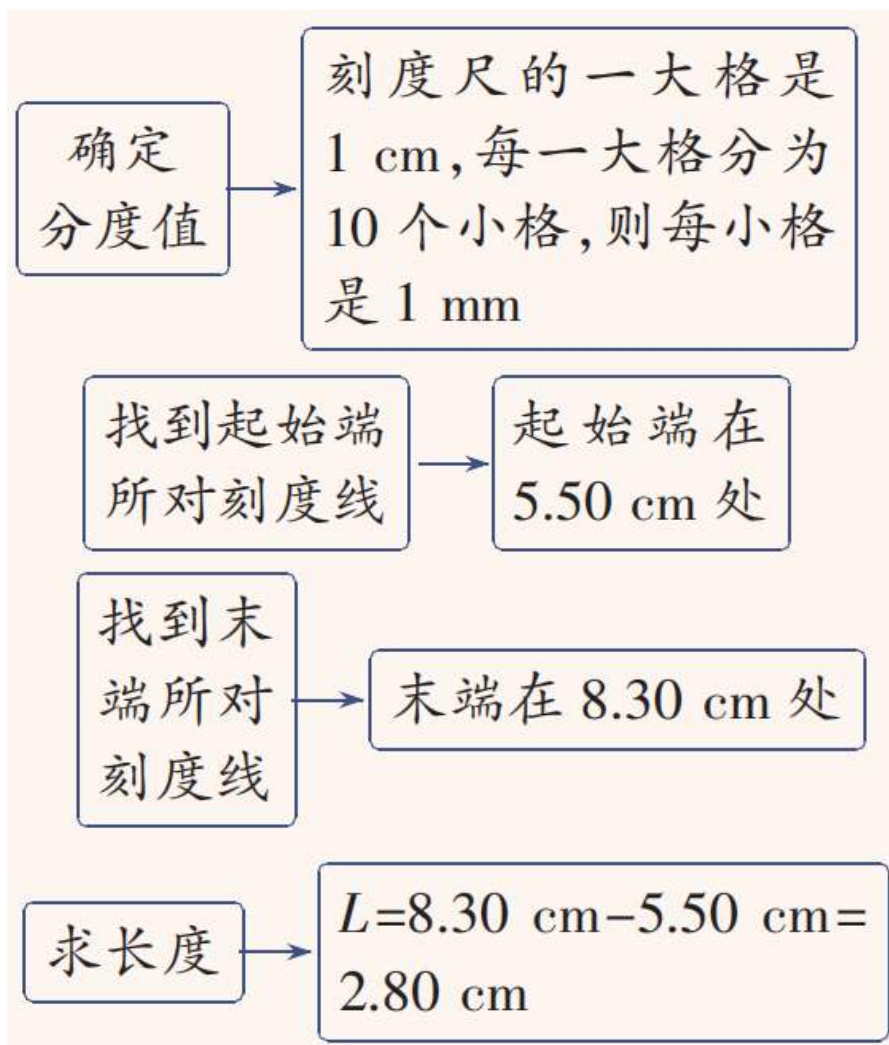 确定
分度值
刻度尺的一大格是
1 cm,每一大格分为
10 个小格,则每小格
是 1 mm
找到起始端
所对刻度线
起始端在
5.50 cm 处
找到末
端所对
刻度线
末端在 8.30 cm 处
求长度
L=8.30 cm-5.50 cm=
2.80 cm